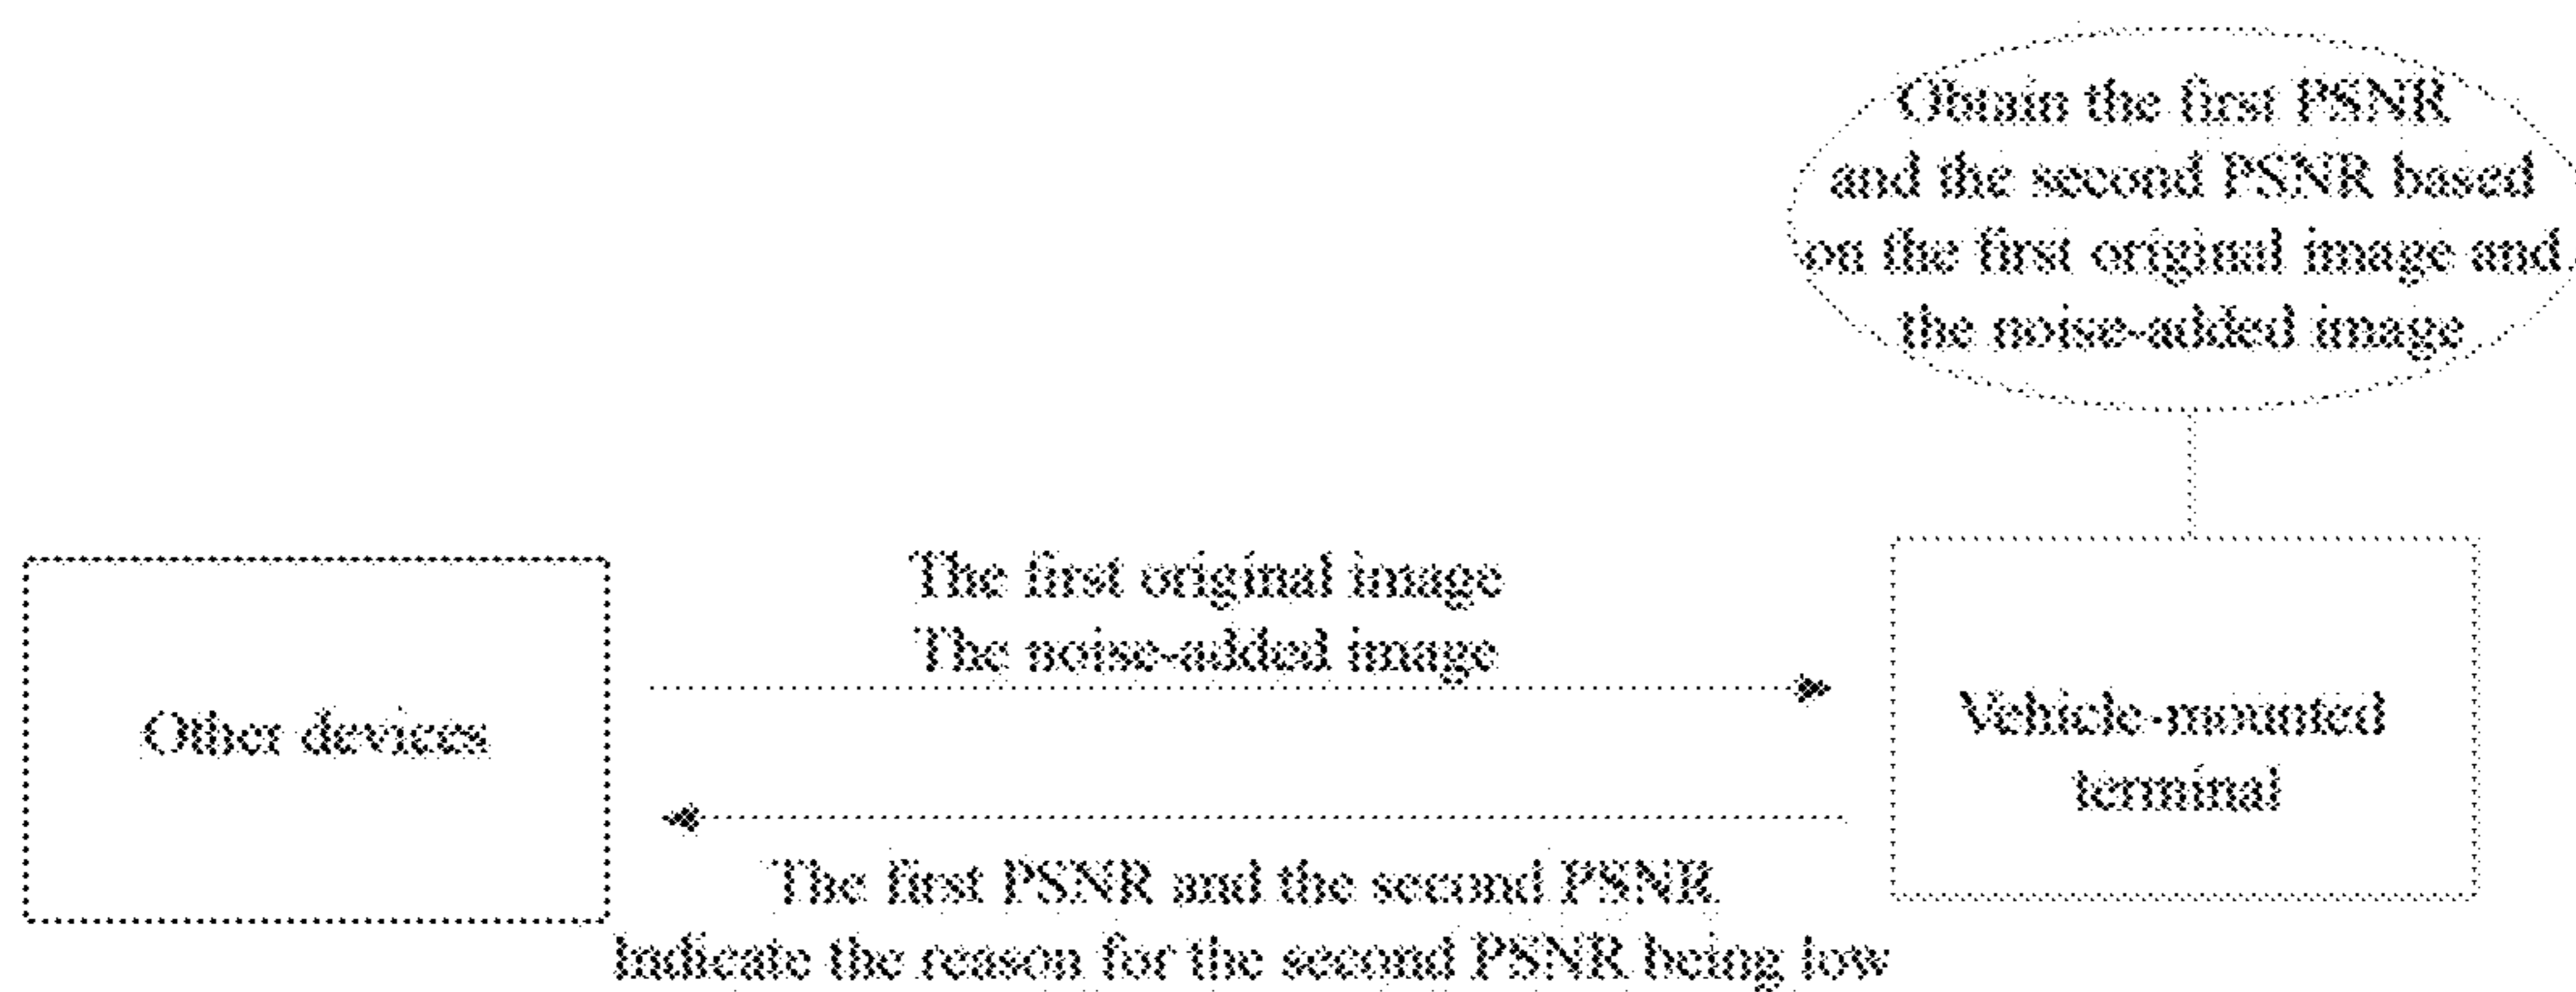 Obtain the first PSNR
and the second PSNR based
on the first original image and
the noise-added image
The first original image
The noise-added image
Other devices
Vehicle-mounted
terminal
The first PSNR and the second PSNR
Indicate the reason for the second PSNR being low